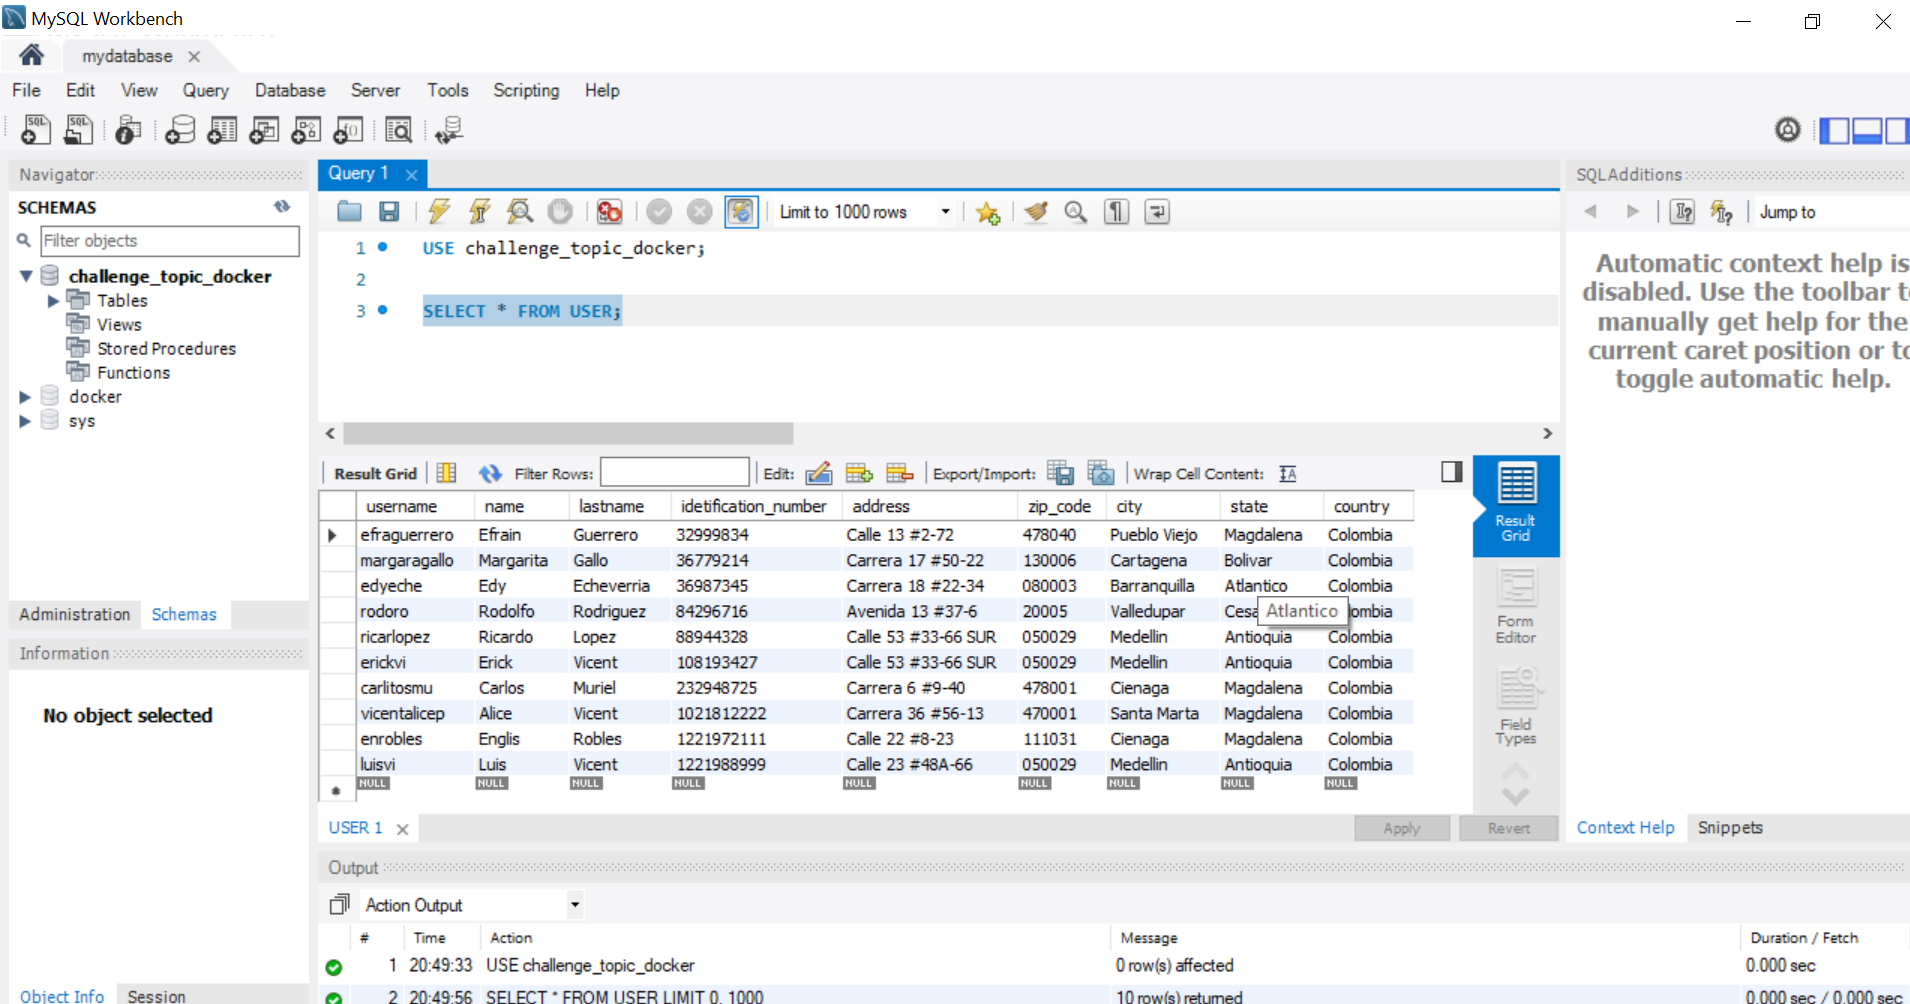 MySQL Workbench
mydatabase
File Edit View Query Database Server Tools Scripting Help
Navigator
SCHEMAS
Filter objects
challenge_topic_docker
Tables
Views
Stored Procedures
Functions
docker
sys
Administration Schemas
Information
No object selected
Object Info Session
Query 1
Limit to 1000 rows
1 USE challenge_topic_docker;
2
3 SELECT * FROM USER;
Result Grid Filter Rows: Edit: Export/Import: Wrap Cell Content:
username name lastname idetification_number address zip_code city state country
efraguerrero Efrain Guerrero 32999834 Calle 13 #2-72 478040 Pueblo Viejo Magdalena Colombia
margaragallo Margarita Gallo 36779214 Carrera 17 #50-22 130006 Cartagena Bolivar Colombia
edyeche Edy Echeverria 36987345 Carrera 18 #22-34 080003 Barranquilla Atlantico Colombia
rodoro Rodolfo Rodriguez 84296716 Avenida 13 #37-6 20005 Valledupar Cesa Atlantico lombia
ricarlopez Ricardo Lopez 88944328 Calle 53 #33-66 SUR 050029 Medellin Antioquia Colombia
erickvi Erick Vicent 108193427 Calle 53 #33-66 SUR 050029 Medellin Antioquia Colombia
carlitosmu Carlos Muriel 232948725 Carrera 6 #9-40 478001 Cienaga Magdalena Colombia
vicentalicep Alice Vicent 1021812222 Carrera 36 #56-13 470001 Santa Marta Magdalena Colombia
enrobles Englis Robles 1221972111 Calle 22 #8-23 111031 Cienaga Magdalena Colombia
luisvi Luis Vicent 1221988999 Calle 23 #48A-66 050029 Medellin Antioquia Colombia
NULL NULL NULL NULL NULL NULL NULL NULL NULL
Result
Grid
Form
Editor
Field
Types
USER 1
Apply Revert
SQLAdditions
Jump to
Automatic context help is
disabled. Use the toolbar to
manually get help for the
current caret position or to
toggle automatic help.
Context Help Snippets
Output
Action Output
# Time Action Message Duration / Fetch
1 20:49:33 USE challenge_topic_docker 0 row(s) affected 0.000 sec
2 20:49:56 SELECT * FROM USER LIMIT 0, 1000 10 row(s) returned 0.000 sec / 0.000 sec